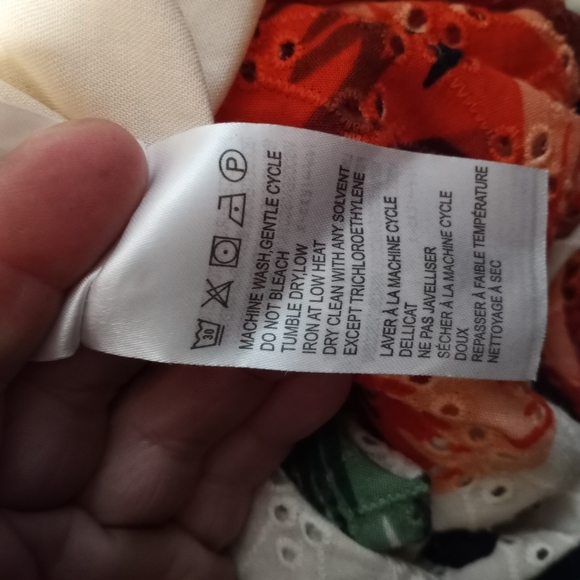 30
P
MACHINE WASH,GENTLE CYCLE
DO NOT BLEACH
TUMBLE DRY,LOW
IRON AT LOW HEAT
DRY CLEAN WITH ANY SOLVENT
EXCEPT TRICHLOROETHYLENE
LAVER À LA MACHINE CYCLE
DELLICAT
NE PAS JAVELLISER
SÉCHER À LA MACHINE CYCLE
DOUX
REPASSER À FAIBLE TEMPÉRATURE
NETTOYAGE À SEC